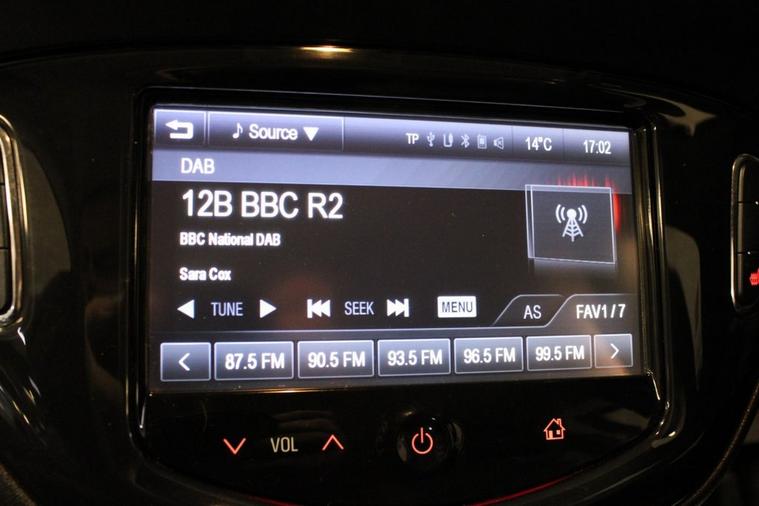 Source TP 14°C 17:02
DAB
12B BBC R2
BBC National DAB
Sara Cox
TUNE SEEK MENU AS FAV1/7
87.5 FM 90.5 FM 93.5 FM 96.5 FM 99.5 FM
VOL